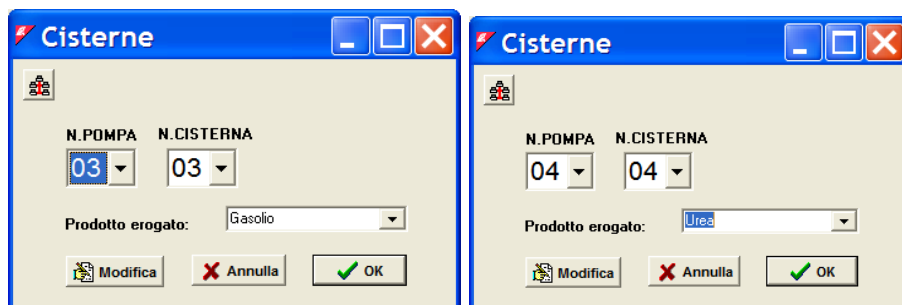 Cisterne
N.POMPA N.CISTERNA
03 03
Prodotto erogato: Gasolio
Modifica Annulla OK
Cisterne
N.POMPA N.CISTERNA
04 04
Prodotto erogato: Urea
Modifica Annulla OK